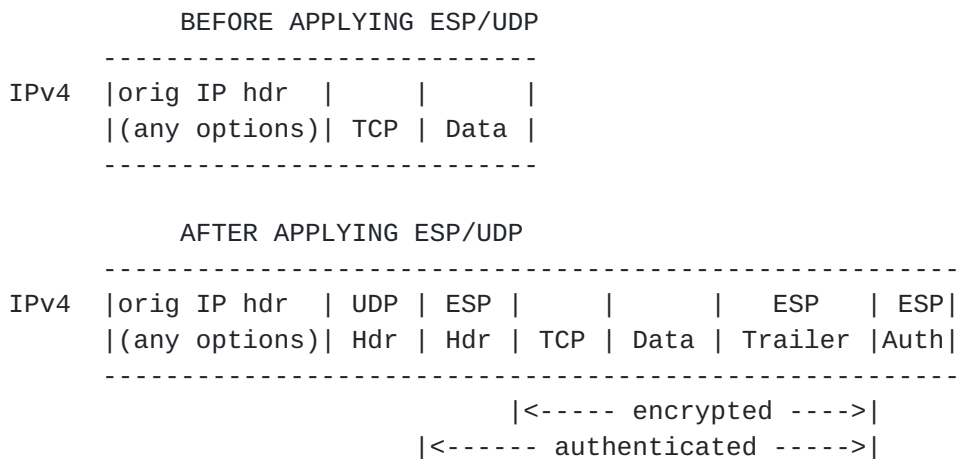 BEFORE APPLYING ESP/UDP
      ----------------------------
IPv4  |orig IP hdr  |     |      |
      |(any options)| TCP | Data |
      ----------------------------

           AFTER APPLYING ESP/UDP
      -------------------------------------------------------
IPv4  |orig IP hdr  | UDP | ESP |     |      |   ESP   | ESP|
      |(any options)| Hdr | Hdr | TCP | Data | Trailer |Auth|
      -------------------------------------------------------
                                |<----- encrypted ---->|
                          |<------ authenticated ----->|